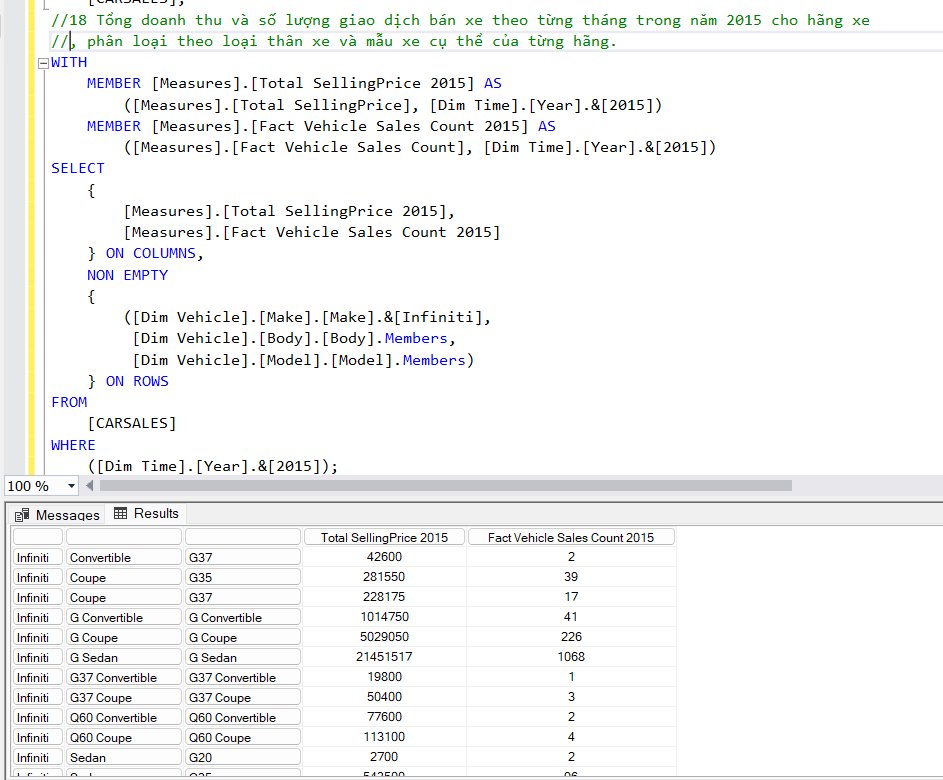 [CARSALES];
//18 Tổng doanh thu và số lượng giao dịch bán xe theo từng tháng trong năm 2015 cho hãng xe
//, phân loại theo loại thân xe và mẫu xe cụ thể của từng hãng.
WITH
MEMBER [Measures].[Total SellingPrice 2015] AS
([Measures].[Total SellingPrice], [Dim Time].[Year].&[2015])
MEMBER [Measures].[Fact Vehicle Sales Count 2015] AS
([Measures].[Fact Vehicle Sales Count], [Dim Time].[Year].&[2015])
SELECT
{
[Measures].[Total SellingPrice 2015],
[Measures].[Fact Vehicle Sales Count 2015]
} ON COLUMNS,
NON EMPTY
{
([Dim Vehicle].[Make].[Make].&[Infiniti],
[Dim Vehicle].[Body].[Body].Members,
[Dim Vehicle].[Model].[Model].Members)
} ON ROWS
FROM
[CARSALES]
WHERE
([Dim Time].[Year].&[2015]);
100 %
Messages Results
Total SellingPrice 2015 Fact Vehicle Sales Count 2015
Infiniti Convertible G37 42600 2
Infiniti Coupe G35 281550 39
Infiniti Coupe G37 228175 17
Infiniti G Convertible G Convertible 1014750 41
Infiniti G Coupe G Coupe 5029050 226
Infiniti G Sedan G Sedan 21451517 1068
Infiniti G37 Convertible G37 Convertible 19800 1
Infiniti G37 Coupe G37 Coupe 50400 3
Infiniti Q60 Convertible Q60 Convertible 77600 2
Infiniti Q60 Coupe Q60 Coupe 113100 4
Infiniti Sedan G20 2700 2